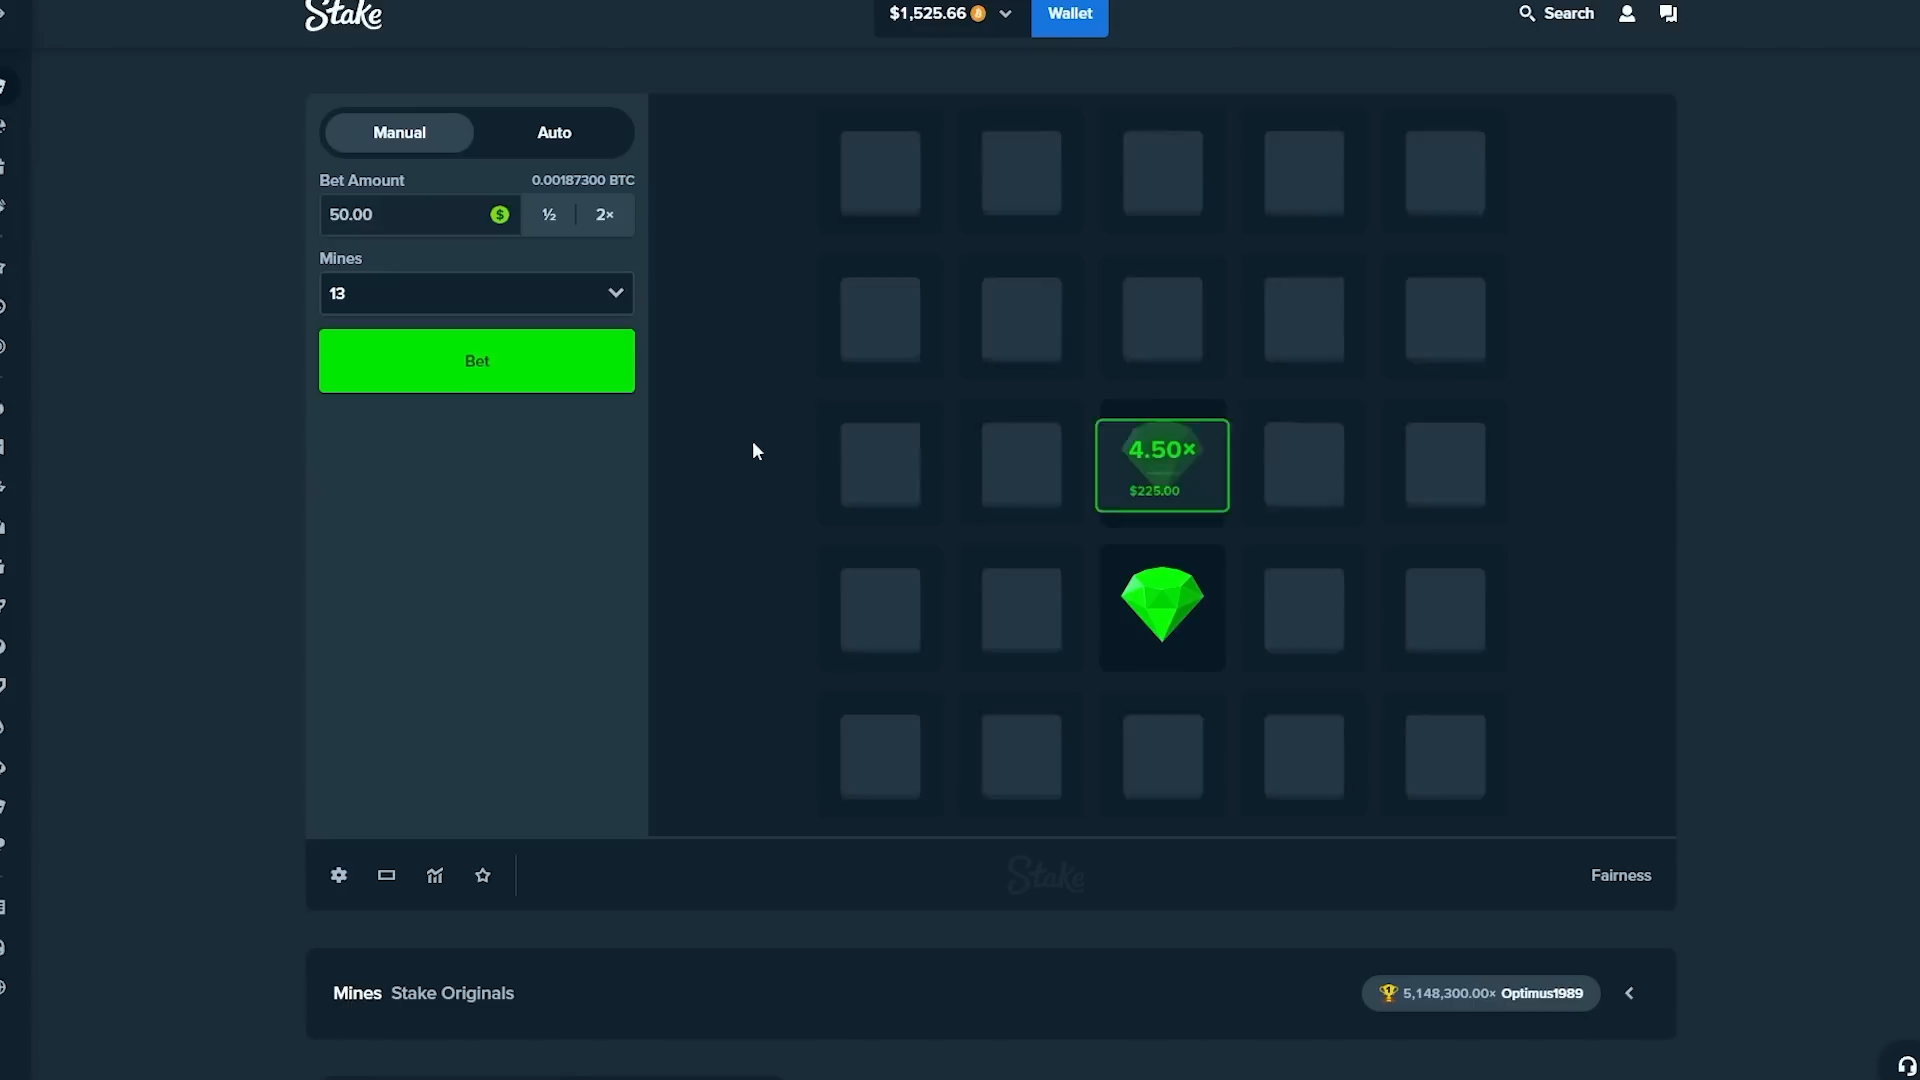 Stake
$1,525.66
Wallet
Search
Manual
Auto
Bet Amount
0.00187300 BTC
50.00
$
½
2×
Mines
13
Bet
4.50×
$225.00
Stake
Fairness
Mines Stake Originals
1
5,148,300.00× Optimus1989